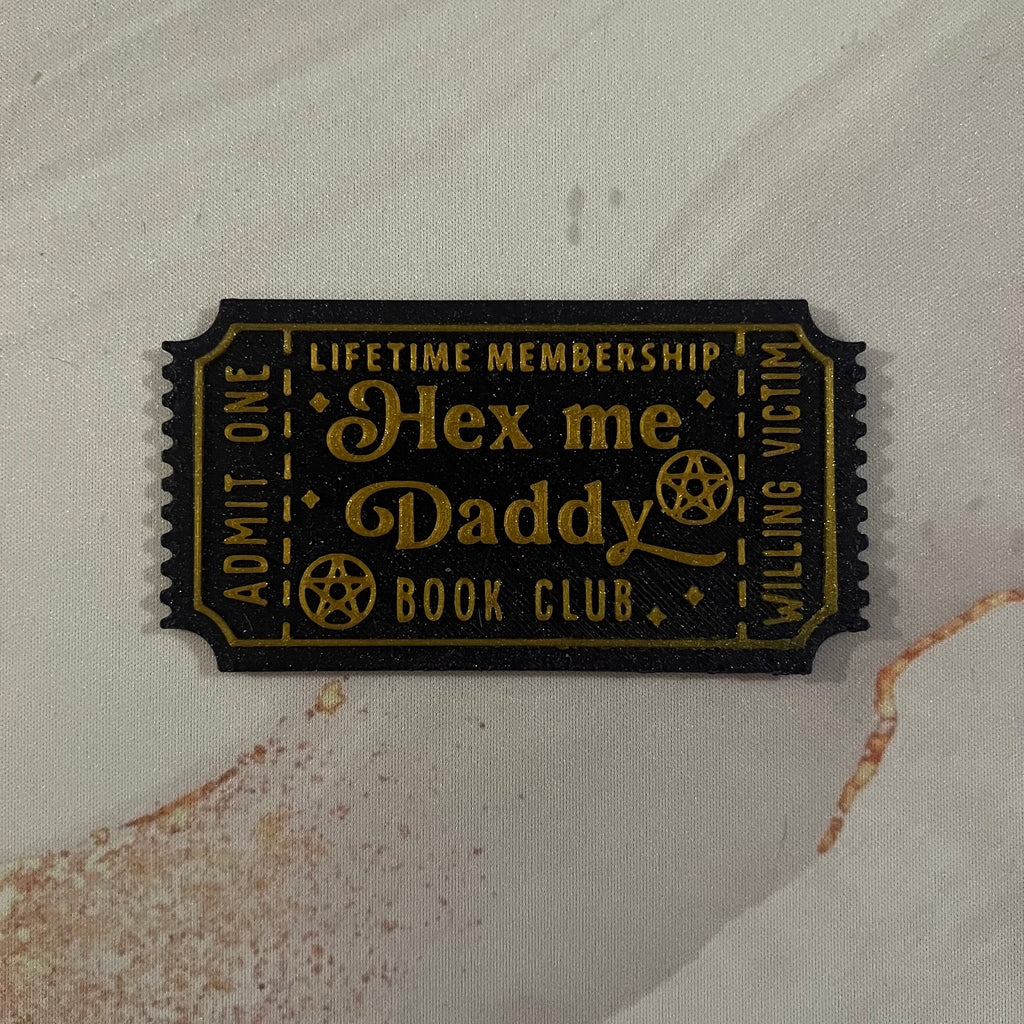 ADMIT ONE
LIFETIME MEMBERSHIP
Hex me
Daddy
BOOK CLUB
WILLING VICTIM